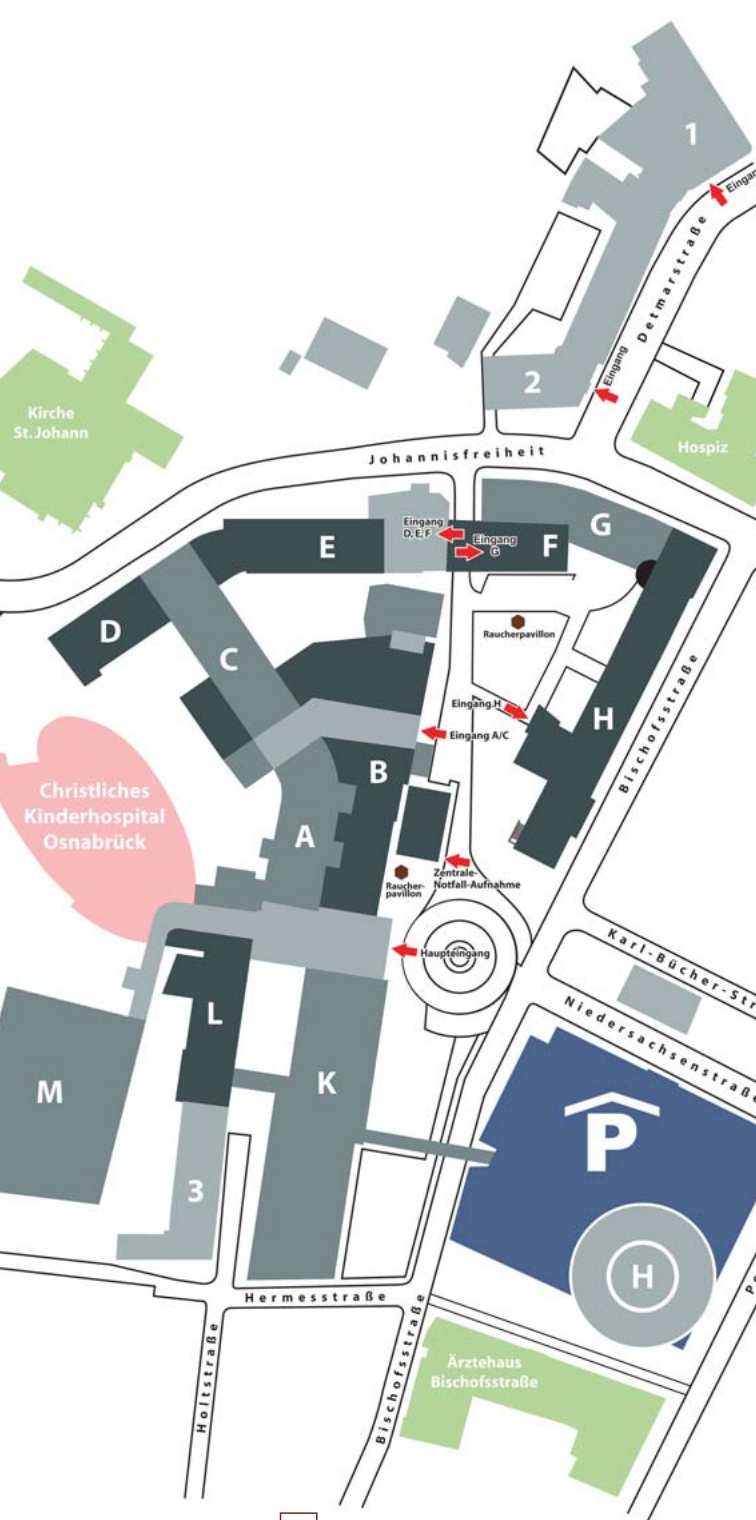 1
Eingan
Detmarstraße
Eingang
2
Kirche
St. Johann
Hospiz
Johannisfreiheit
G
Eingang
D, E, F
Eingang
G
E
F
D
C
Raucherpavillon
Eingang H
H
Eingang A/C
Bischofsstraße
B
Christliches
Kinderhospital
Osnabrück
A
Zentrale-
Notfall-Aufnahme
Raucher-
pavillon
Haupteingang
Karl-Bücher-Str
Niedersachsenstraße
L
K
M
P
3
H
Hermesstraße
Holtstraße
Bischofsstraße
Ärztehaus
Bischofsstraße